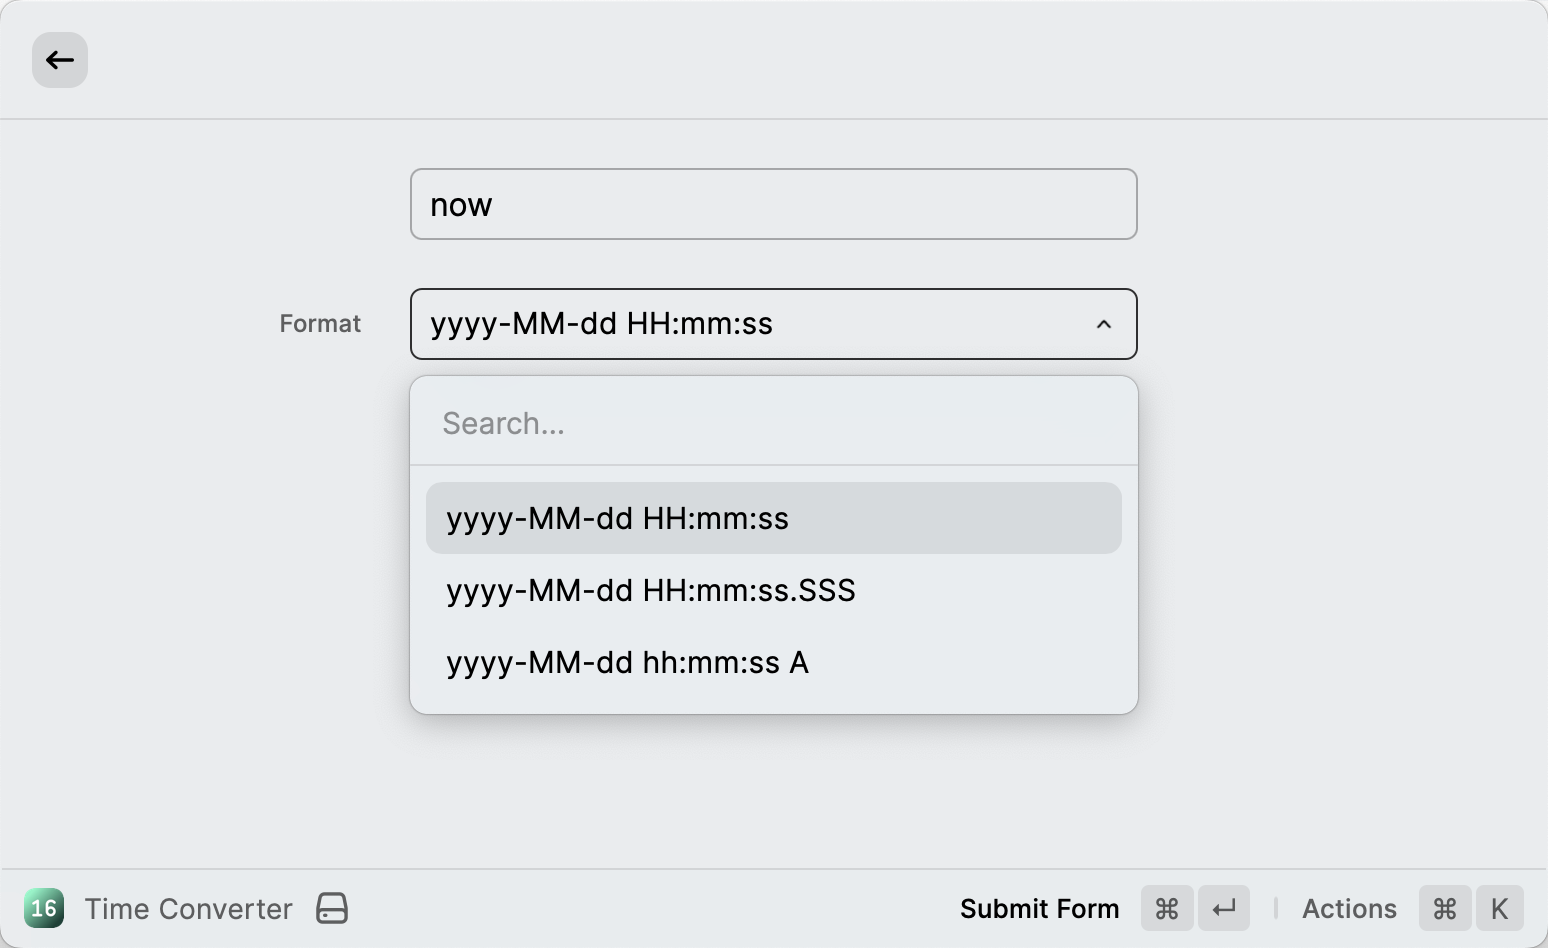 now
Format
yyyy-MM-dd HH:mm:ss
Search...
yyyy-MM-dd HH:mm:ss
yyyy-MM-dd HH:mm:ss.SSS
yyyy-MM-dd hh:mm:ss A
16 Time Converter
Submit Form ⌘ ↵ Actions ⌘ K